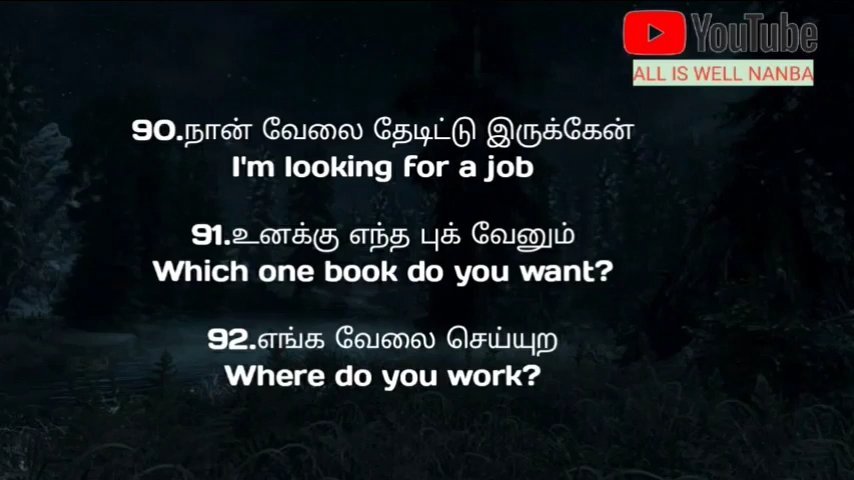 YouTube
ALL IS WELL NANBA
90.நான் வேலை தேடிட்டு இருக்கேன்
I'm looking for a job
91.உனக்கு எந்த புக் வேனும்
Which one book do you want?
92.எங்க வேலை செய்யுற
Where do you work?